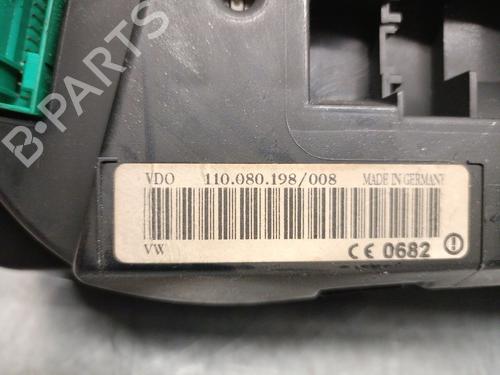 B-PARTS
VDO 110.080.198/008 MADE IN GERMANY
VW CE 0682